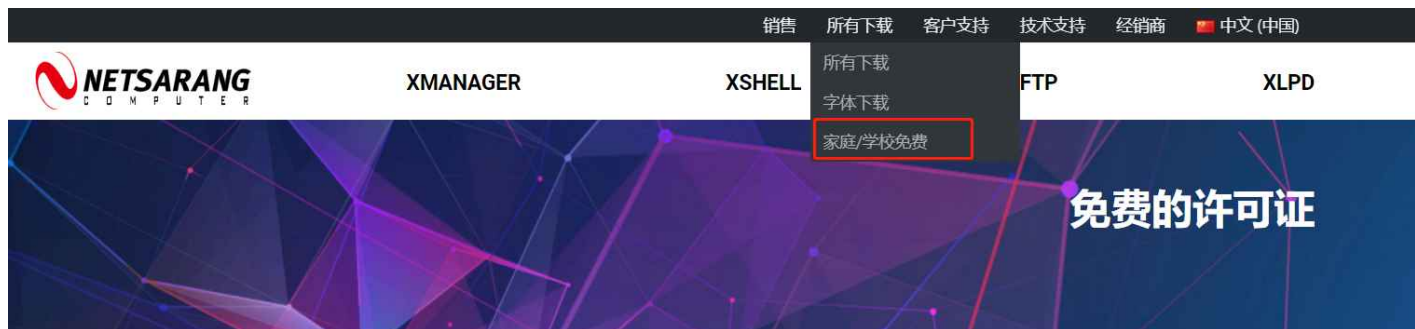 销售 所有下载 客户支持 技术支持 经销商 中文 (中国)
NETSARANG
COMPUTER
XMANAGER XSHELL FTP XLPD
所有下载
字体下载
家庭/学校免费
免费的许可证